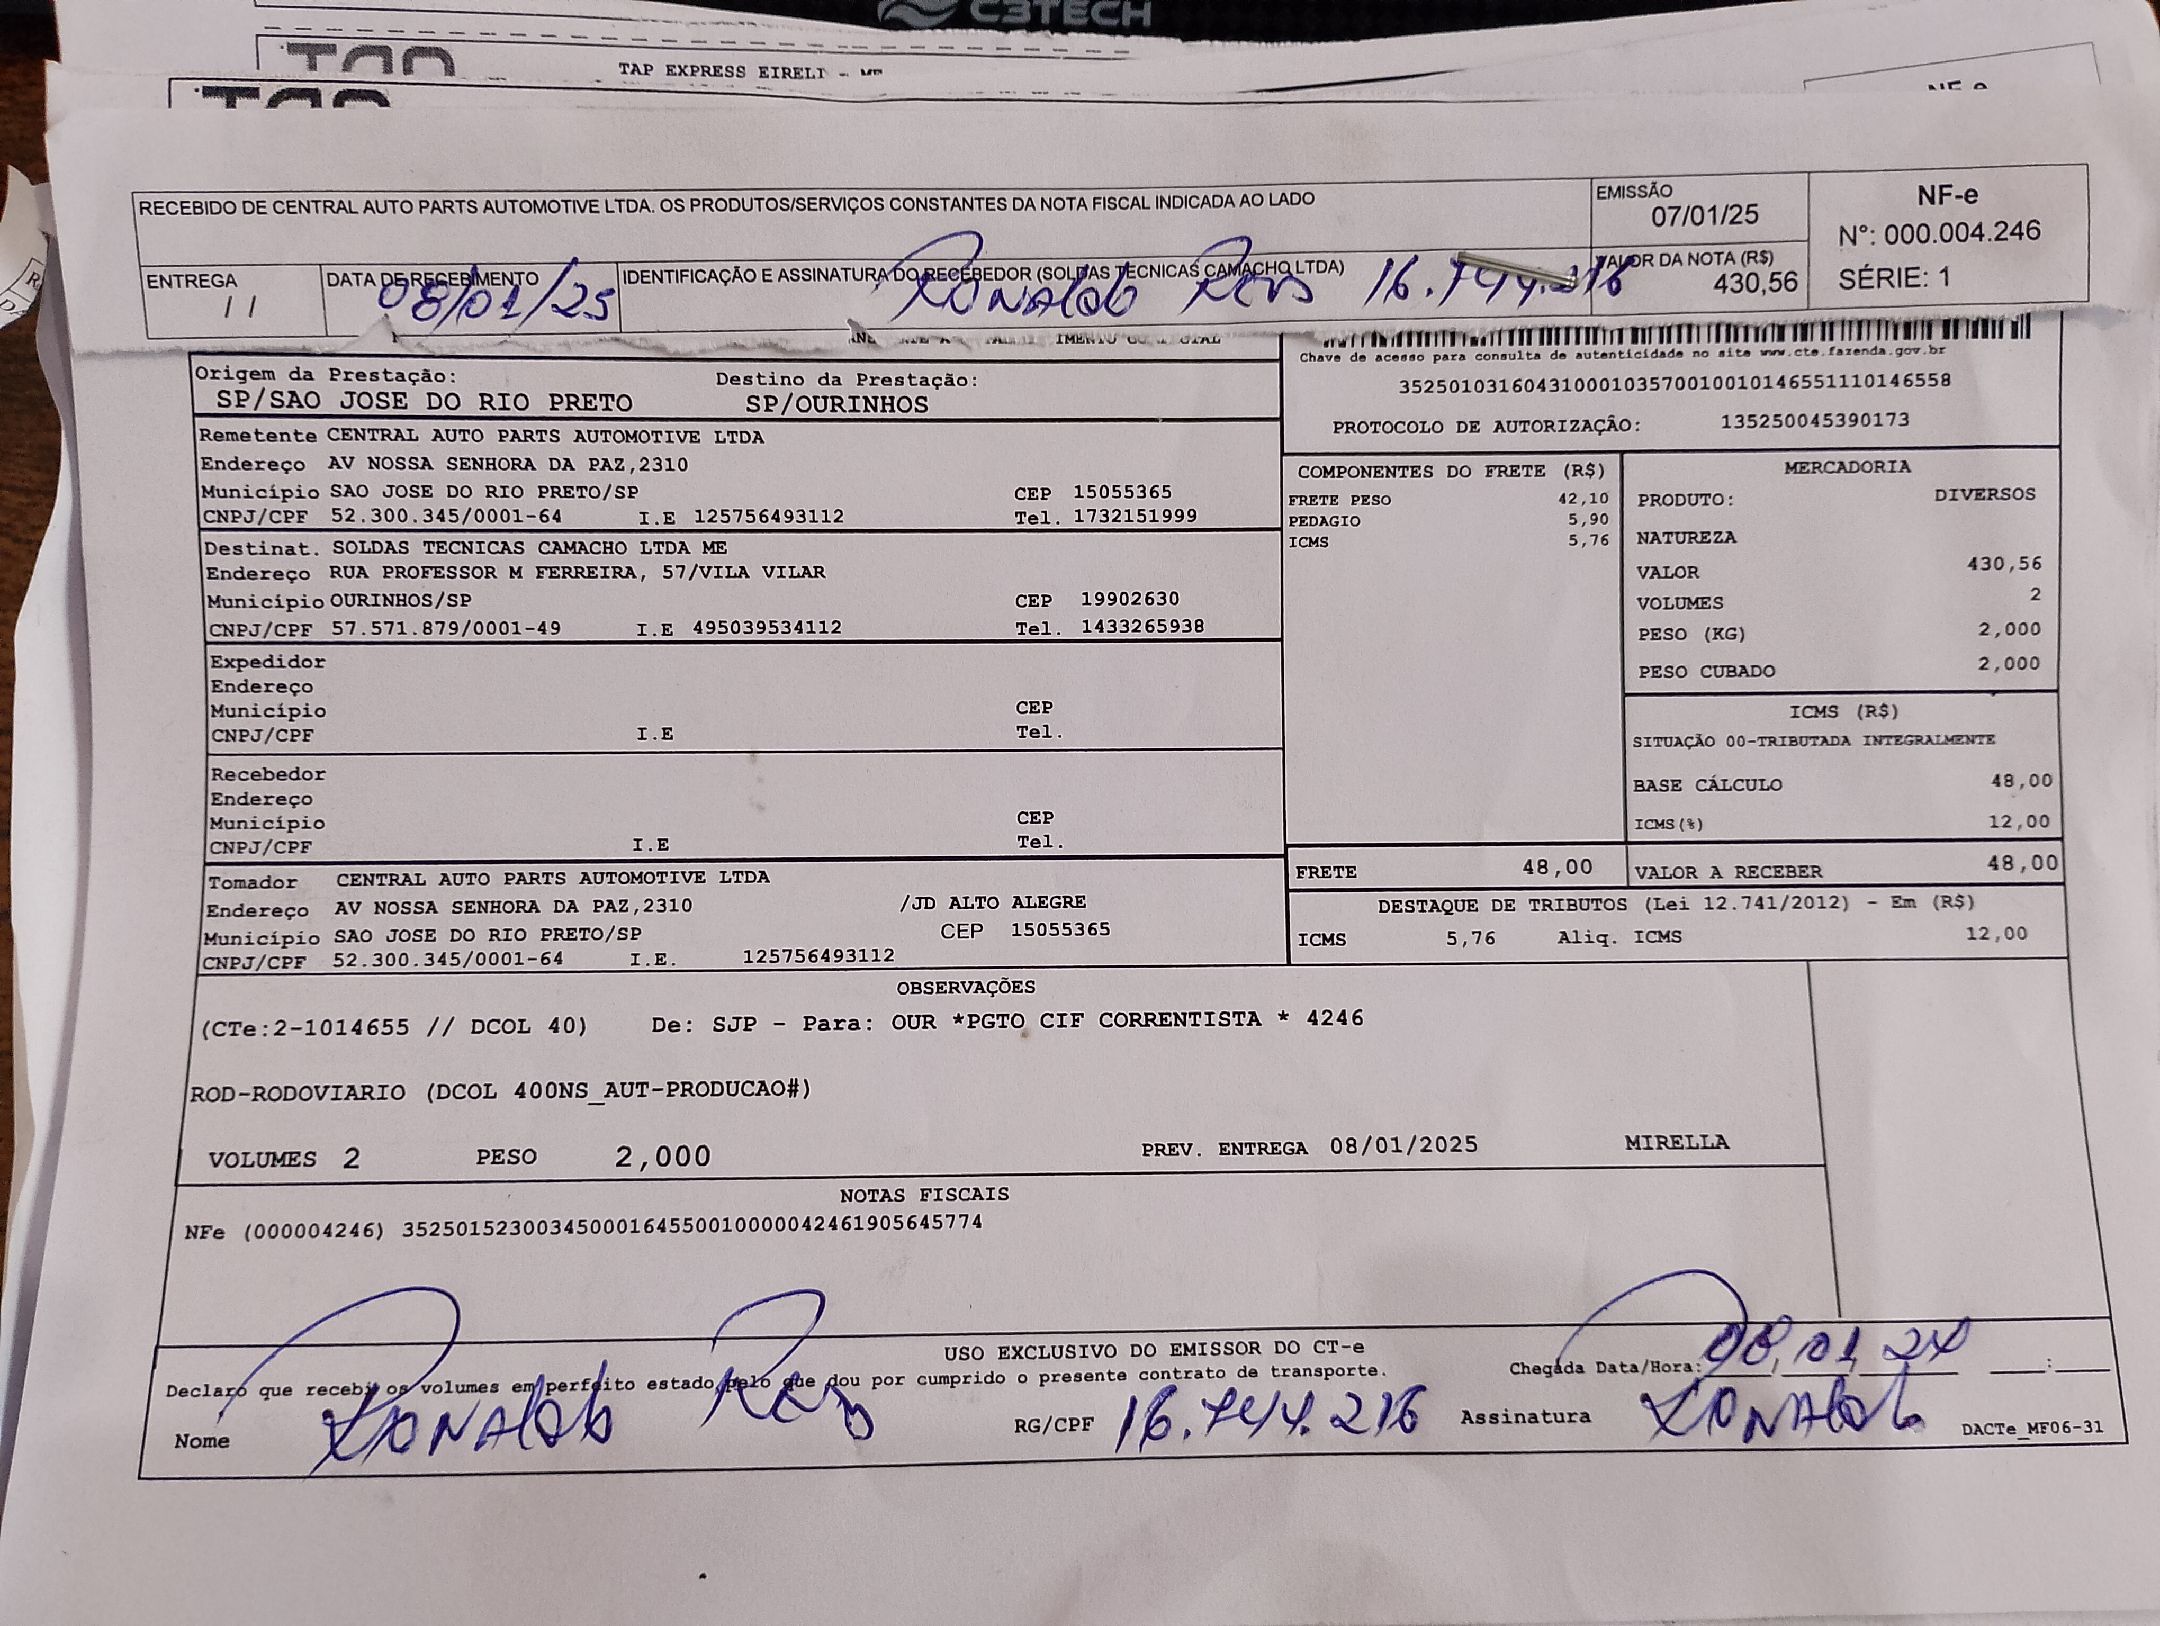 C3TECH
TAP EXPRESS EIRELI - ME
RECEBIDO DE CENTRAL AUTO PARTS AUTOMOTIVE LTDA. OS PRODUTOS/SERVIÇOS CONSTANTES DA NOTA FISCAL INDICADA AO LADO
EMISSÃO
07/01/25
NF-e
Nº: 000.004.246
SÉRIE: 1
ENTREGA
/ /
DATA DE RECEBIMENTO
08/01/25
IDENTIFICAÇÃO E ASSINATURA DO RECEBEDOR (SOLDAS TECNICAS CAMACHO LTDA)
Ronaldo Reis 16.744.216
VALOR DA NOTA (R$)
430,56
Chave de acesso para consulta de autenticidade no site www.cte.fazenda.gov.br
35250103160431000103570010010146551110146558
PROTOCOLO DE AUTORIZAÇÃO: 135250045390173
Origem da Prestação: Destino da Prestação:
SP/SAO JOSE DO RIO PRETO SP/OURINHOS
Remetente CENTRAL AUTO PARTS AUTOMOTIVE LTDA
Endereço AV NOSSA SENHORA DA PAZ,2310
Município SAO JOSE DO RIO PRETO/SP CEP 15055365
CNPJ/CPF 52.300.345/0001-64 I.E 125756493112 Tel. 1732151999
Destinat. SOLDAS TECNICAS CAMACHO LTDA ME
Endereço RUA PROFESSOR M FERREIRA, 57/VILA VILAR
Município OURINHOS/SP CEP 19902630
CNPJ/CPF 57.571.879/0001-49 I.E 495039534112 Tel. 1433265938
Expedidor
Endereço
Município CEP
CNPJ/CPF I.E Tel.
Recebedor
Endereço
Município CEP
CNPJ/CPF I.E Tel.
Tomador CENTRAL AUTO PARTS AUTOMOTIVE LTDA
Endereço AV NOSSA SENHORA DA PAZ,2310 /JD ALTO ALEGRE
Município SAO JOSE DO RIO PRETO/SP CEP 15055365
CNPJ/CPF 52.300.345/0001-64 I.E. 125756493112
COMPONENTES DO FRETE (R$)
FRETE PESO 42,10
PEDAGIO 5,90
ICMS 5,76
MERCADORIA
PRODUTO: DIVERSOS
NATUREZA
VALOR 430,56
VOLUMES 2
PESO (KG) 2,000
PESO CUBADO 2,000
ICMS (R$)
SITUAÇÃO 00-TRIBUTADA INTEGRALMENTE
BASE CÁLCULO 48,00
ICMS(%) 12,00
FRETE 48,00 VALOR A RECEBER 48,00
DESTAQUE DE TRIBUTOS (Lei 12.741/2012) - Em (R$)
ICMS 5,76 Aliq. ICMS 12,00
OBSERVAÇÕES
(CTe:2-1014655 // DCOL 40) De: SJP - Para: OUR *PGTO CIF CORRENTISTA * 4246
ROD-RODOVIARIO (DCOL 400NS_AUT-PRODUCAO#)
VOLUMES 2 PESO 2,000 PREV. ENTREGA 08/01/2025 MIRELLA
NOTAS FISCAIS
NFe (000004246) 35250152300345000164550010000042461905645774
USO EXCLUSIVO DO EMISSOR DO CT-e
Declaro que recebi os volumes em perfeito estado pelo que dou por cumprido o presente contrato de transporte.
Chegada Data/Hora: 08/01/24 __:__
Nome Ronaldo Reis RG/CPF 16.744.216 Assinatura Ronaldo
DACTe_MF06-31